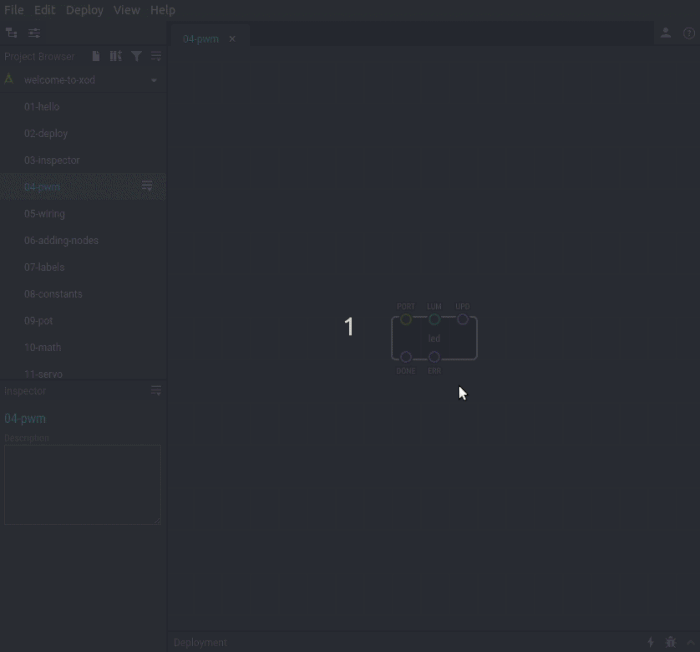 File Edit Deploy View Help
04-pwm
Project Browser
welcome-to-xod
01-hello
02-deploy
03-inspector
04-pwm
05-wiring
06-adding-nodes
07-labels
08-constants
09-pot
10-math
11-servo
1
PORT LUM UPD
led
DONE ERR
Inspector
04-pwm
Description
Deployment